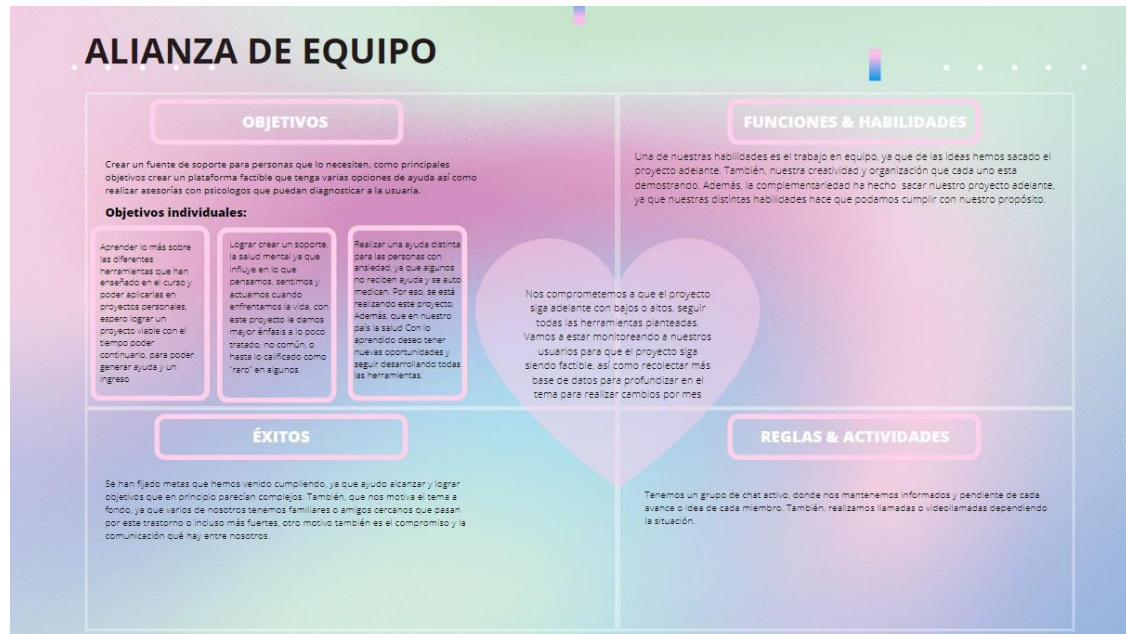 ALIANZA DE EQUIPO
OBJETIVOS
Crear un fuente de soporte para personas que lo necesiten, como principales
objetivos crear un plataforma factible que tenga varias opciones de ayuda así como
realizar asesorías con psicologos que puedan diagnosticar a la usuaria.
Objetivos individuales:
Aprender lo más sobre
las diferentes
herramientas que han
enseñado en el curso y
poder aplicarlas en
proyectos personales,
espero lograr un
proyecto viable con el
tiempo poder
continuarlo, para poder
generar ayuda y un
ingreso
Lograr crear un soporte,
la salud mental ya que
influye en lo que
pensamos, sentimos y
actuamos cuando
enfrentamos la vida, con
este proyecto le damos
mayor énfasis a lo poco
tratado, no común, o
hasta lo calificado como
"raro" en algunos.
Realizar una ayuda distinta
para las personas con
ansiedad, ya que algunos
no reciben ayuda y se auto
medican. Por eso, se está
realizando este proyecto.
Además, que en nuestro
país la salud Con lo
aprendido deseo tener
nuevas oportunidades y
seguir desarrollando todas
las herramientas.
FUNCIONES & HABILIDADES
Una de nuestras habilidades es el trabajo en equipo, ya que de las ideas hemos sacado el
proyecto adelante. También, nuestra creatividad y organización que cada uno esta
demostrando. Además, la complementariedad ha hecho sacar nuestro proyecto adelante,
ya que nuestras distintas habilidades hace que podamos cumplir con nuestro propósito.
Nos comprometemos a que el proyecto
siga adelante con bajos o altos, seguir
todas las herramientas planteadas.
Vamos a estar monitoreando a nuestros
usuarios para que el proyecto siga
siendo factible, así como recolectar más
base de datos para profundizar en el
tema para realizar cambios por mes
ÉXITOS
Se han fijado metas que hemos venido cumpliendo, ya que ayudo alcanzar y lograr
objetivos que en principio parecían complejos. También, que nos motiva el tema a
fondo, ya que varios de nosotros tenemos familiares o amigos cercanos que pasan
por este trastorno o incluso más fuertes, otro motivo también es el compromiso y la
comunicación qué hay entre nosotros.
REGLAS & ACTIVIDADES
Tenemos un grupo de chat activo, donde nos mantenemos informados y pendiente de cada
avance o idea de cada miembro. También, realizamos llamadas o videollamadas dependiendo
la situación.